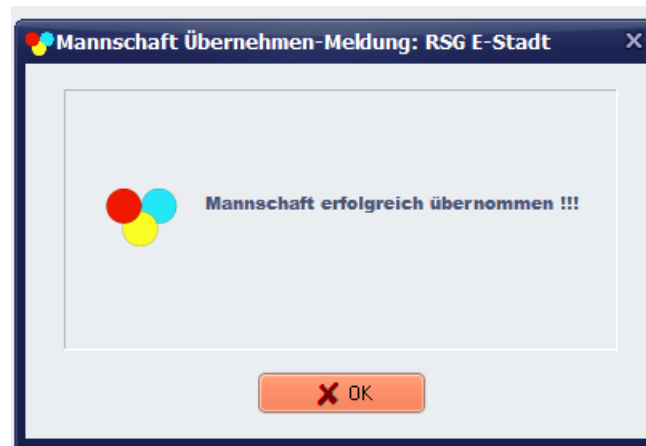 Mannschaft Übernehmen-Meldung: RSG E-Stadt
Mannschaft erfolgreich übernommen !!!
OK